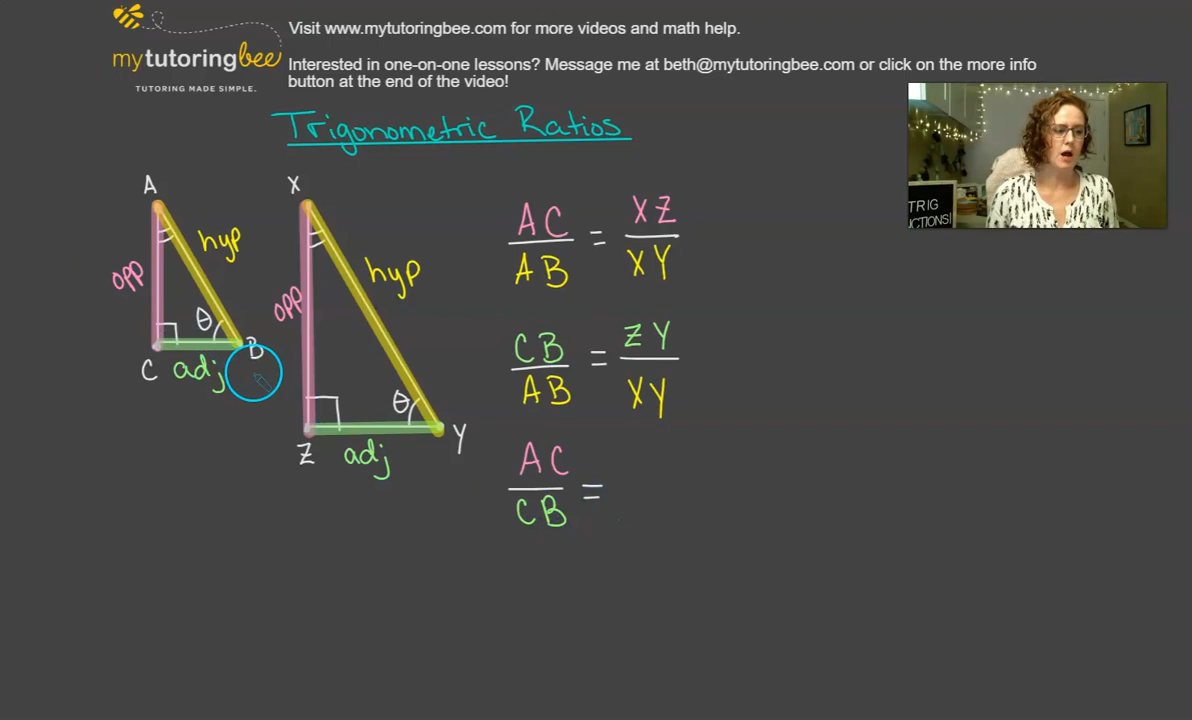 Visit www.mytutoringbee.com for more videos and math help.
mytutoringbee
TUTORING MADE SIMPLE.
Interested in one-on-one lessons? Message me at beth@mytutoringbee.com or click on the more info
button at the end of the video!
Trigonometric Ratios
TRIG
NCTIONS!
A
opp
hyp
θ
C
adj
B
X
opp
hyp
θ
Z
adj
Y
AC = XZ
AB XY
CB = ZY
AB XY
AC =
CB